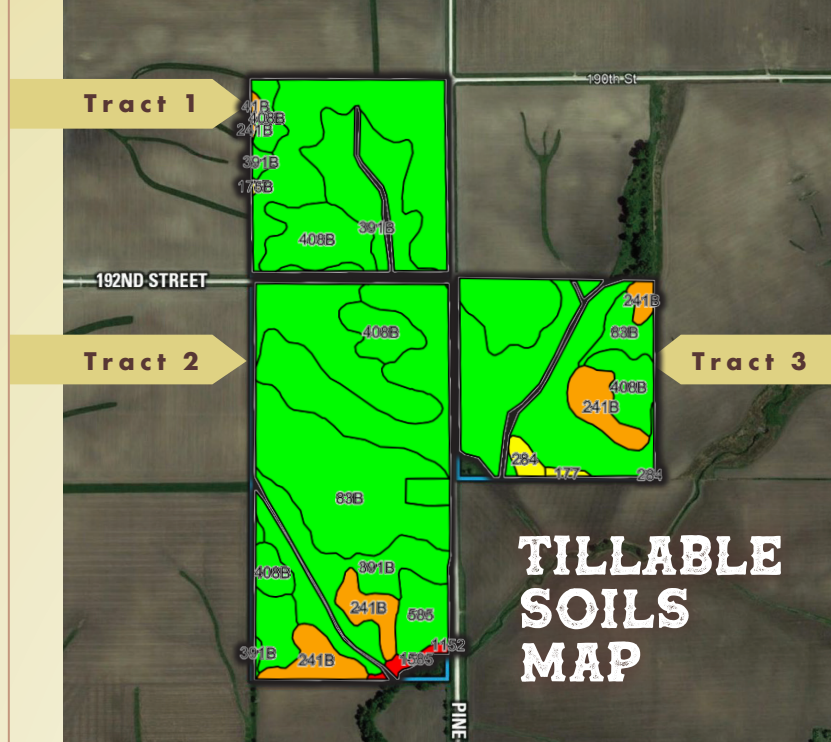 190th St
Tract 1
41B
408B
241B
391B
175B
391B
408B
192ND STREET
241B
408B
83B
Tract 2
Tract 3
408B
241B
284
177
284
83B
TILLABLE
SOILS
MAP
391B
408B
241B
585
1152
391B
241B
1585
PINE